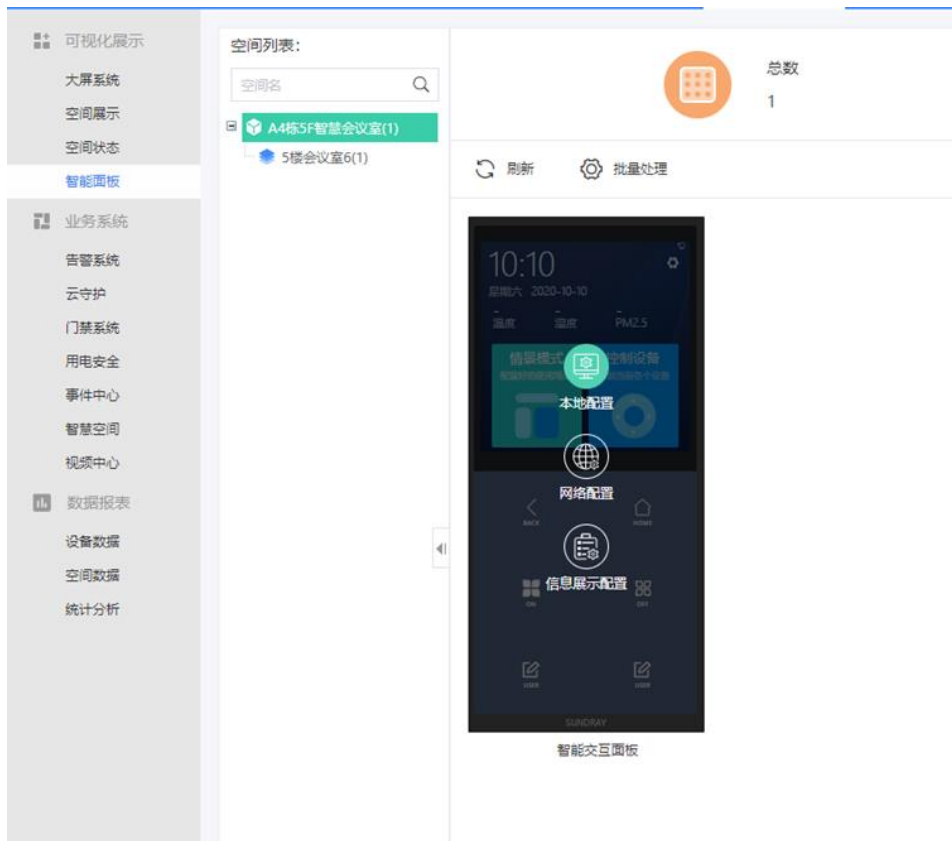 可视化展示
大屏系统
空间展示
空间状态
智能面板
业务系统
告警系统
云守护
门禁系统
用电安全
事件中心
智慧空间
视频中心
数据报表
设备数据
空间数据
统计分析
空间列表：
空间名
A4栋5F智慧会议室(1)
5楼会议室6(1)
总数
1
刷新 批量处理
10:10
星期六 2020-10-10
温度 湿度 PM2.5
情景模式 控制设备
本地配置
网络配置
BACK HOME
信息展示配置
ON OFF
USER USER
SUNDRAY
智能交互面板